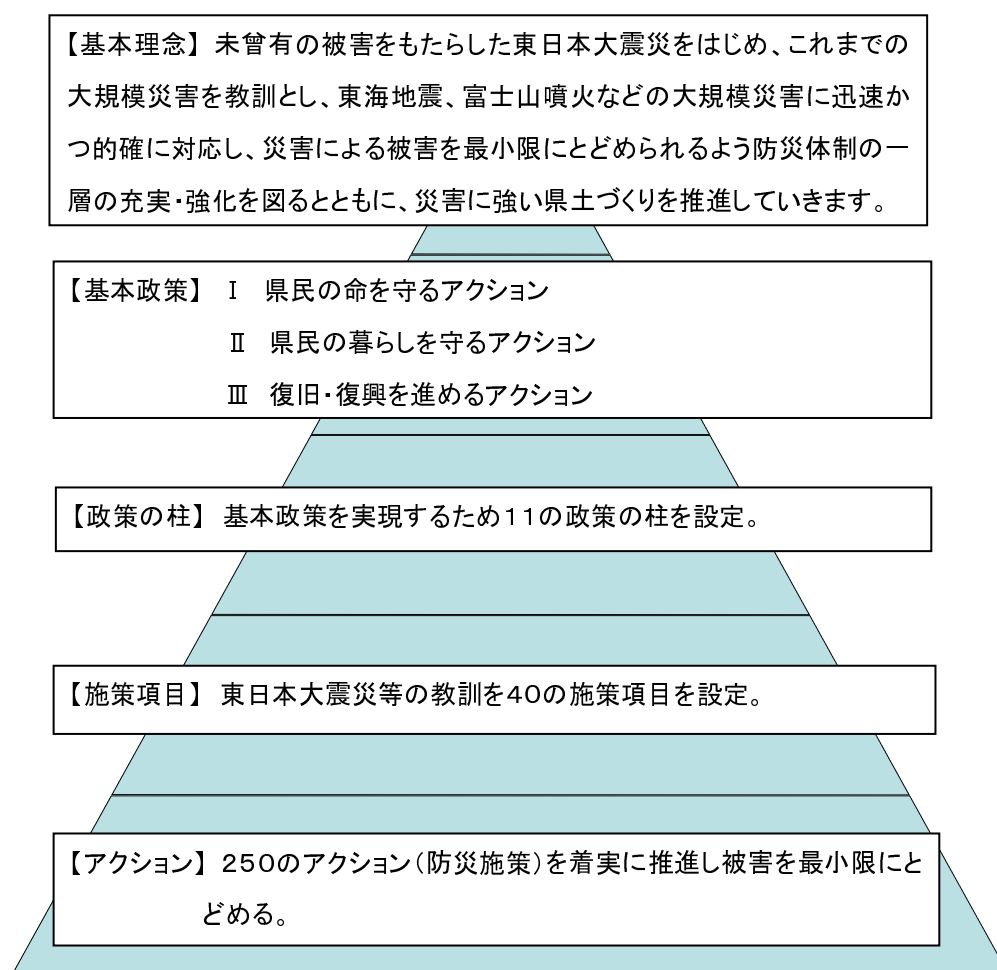 【基本理念】 未曾有の被害をもたらした東日本大震災をはじめ、これまでの
大規模災害を教訓とし、東海地震、富士山噴火などの大規模災害に迅速か
つ的確に対応し、災害による被害を最小限にとどめられるよう防災体制の一
層の充実・強化を図るとともに、災害に強い県土づくりを推進していきます。
【基本政策】 Ⅰ 県民の命を守るアクション
Ⅱ 県民の暮らしを守るアクション
Ⅲ 復旧・復興を進めるアクション
【政策の柱】 基本政策を実現するため11の政策の柱を設定。
【施策項目】 東日本大震災等の教訓を40の施策項目を設定。
【アクション】 250のアクション(防災施策)を着実に推進し被害を最小限にと
どめる。